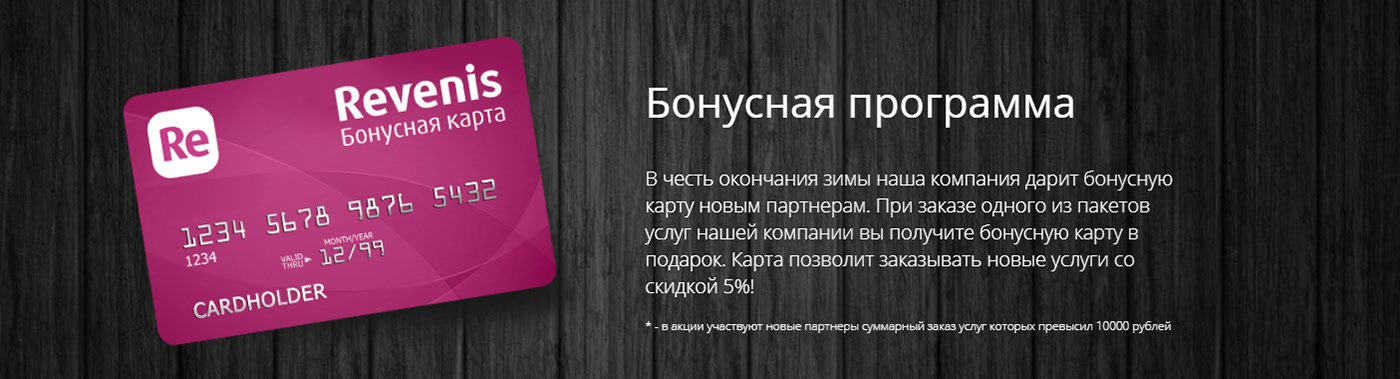 Re
Revenis
Бонусная карта
1234 5678 9876 5432
1234
MONTH/YEAR
VALID
THRU
12/99
CARDHOLDER
Бонусная программа
В честь окончания зимы наша компания дарит бонусную
карту новым партнерам. При заказе одного из пакетов
услуг нашей компании вы получите бонусную карту в
подарок. Карта позволит заказывать новые услуги со
скидкой 5%!
* - в акции участвуют новые партнеры суммарный заказ услуг которых превысил 10000 рублей